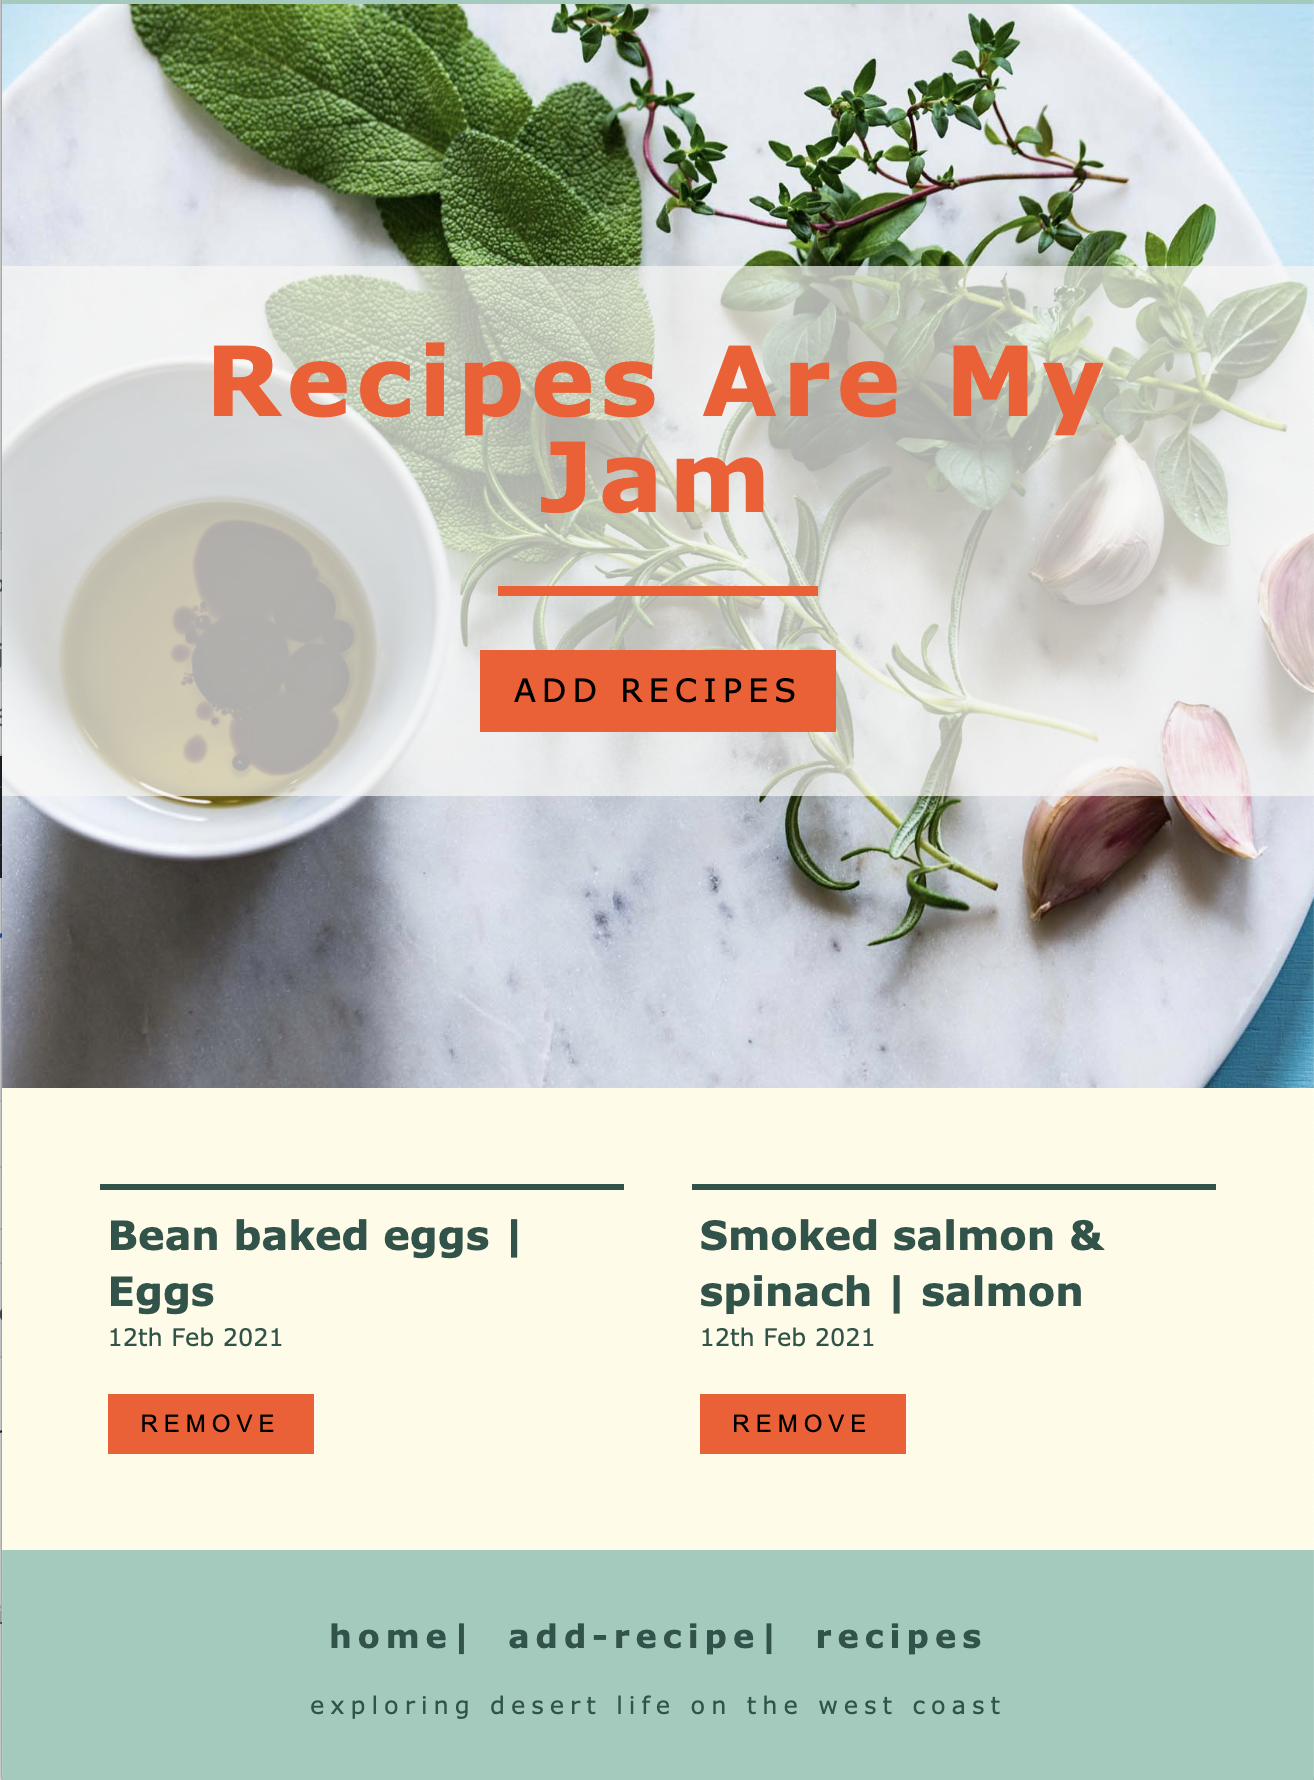 Recipes Are My
Jam
ADD RECIPES
Bean baked eggs |
Eggs
12th Feb 2021
REMOVE
Smoked salmon &
spinach | salmon
12th Feb 2021
REMOVE
home| add-recipe| recipes
exploring desert life on the west coast